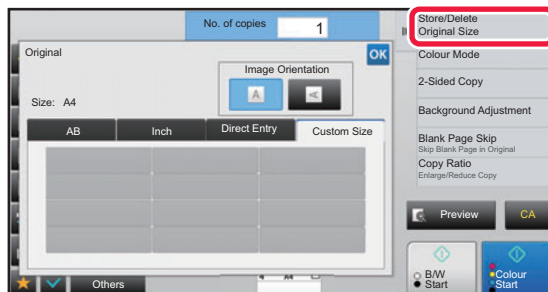 No. of copies
1
Store/Delete
Original Size
Original
OK
Image Orientation
A
A
Size: A4
AB
Inch
Direct Entry
Custom Size
Colour Mode
2-Sided Copy
Background Adjustment
Blank Page Skip
Skip Blank Page in Original
Copy Ratio
Enlarge/Reduce Copy
Preview
CA
Others
A4
B/W
Start
Colour
Start